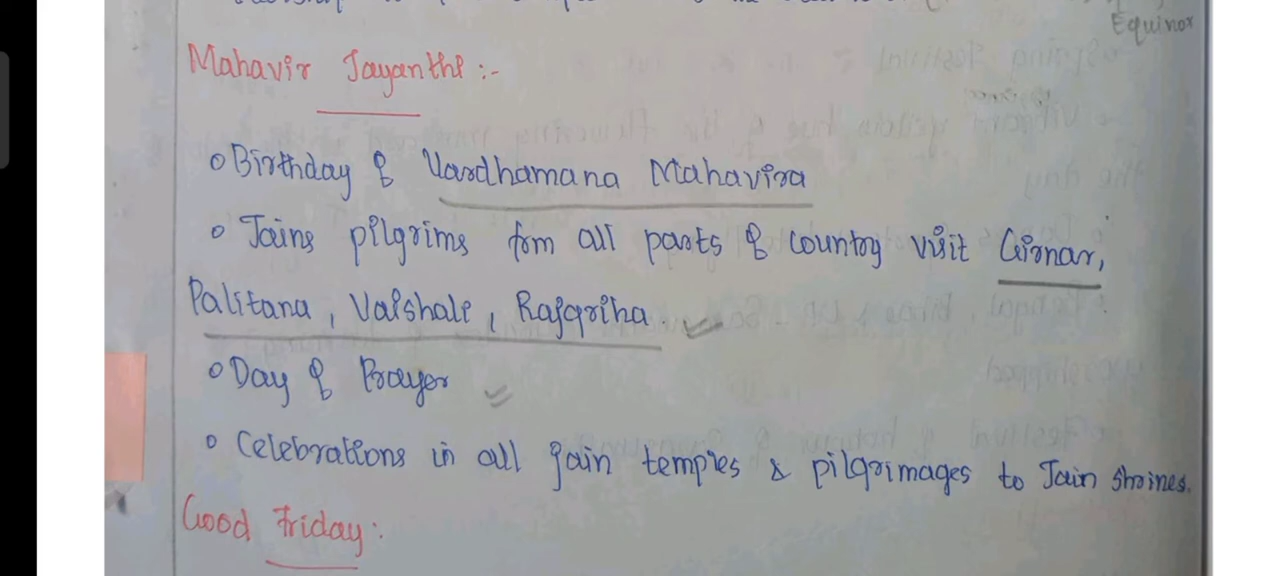 Equinox
Mahavir Jayanthi :-
o Birthday of Vardhamana Mahavira
o Jains pilgrims form all parts of country visit Girnar,
Palitana, Vaishali, Rajgriha
o Day of Prayer
o Celebrations in all Jain temples & pilgrimages to Jain Shrines.
Good Friday: